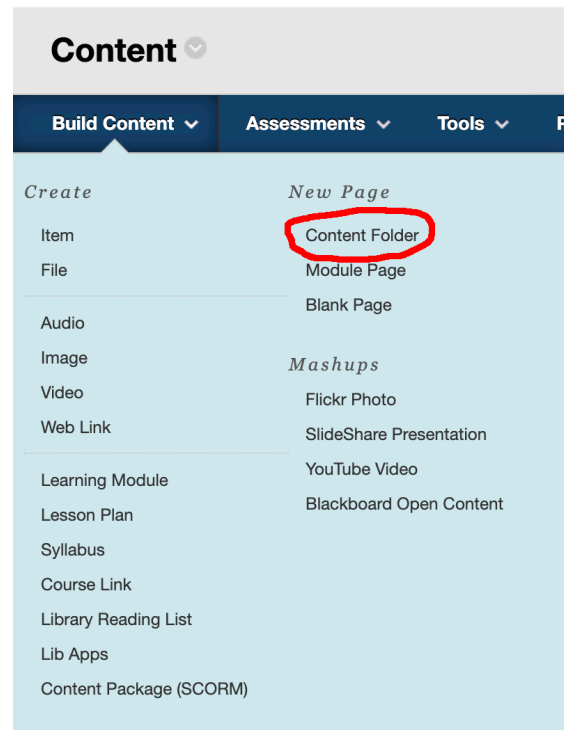 Content
Build Content
Assessments
Tools
Create
Item
File
Audio
Image
Video
Web Link
Learning Module
Lesson Plan
Syllabus
Course Link
Library Reading List
Lib Apps
Content Package (SCORM)
New Page
Content Folder
Module Page
Blank Page
Mashups
Flickr Photo
SlideShare Presentation
YouTube Video
Blackboard Open Content